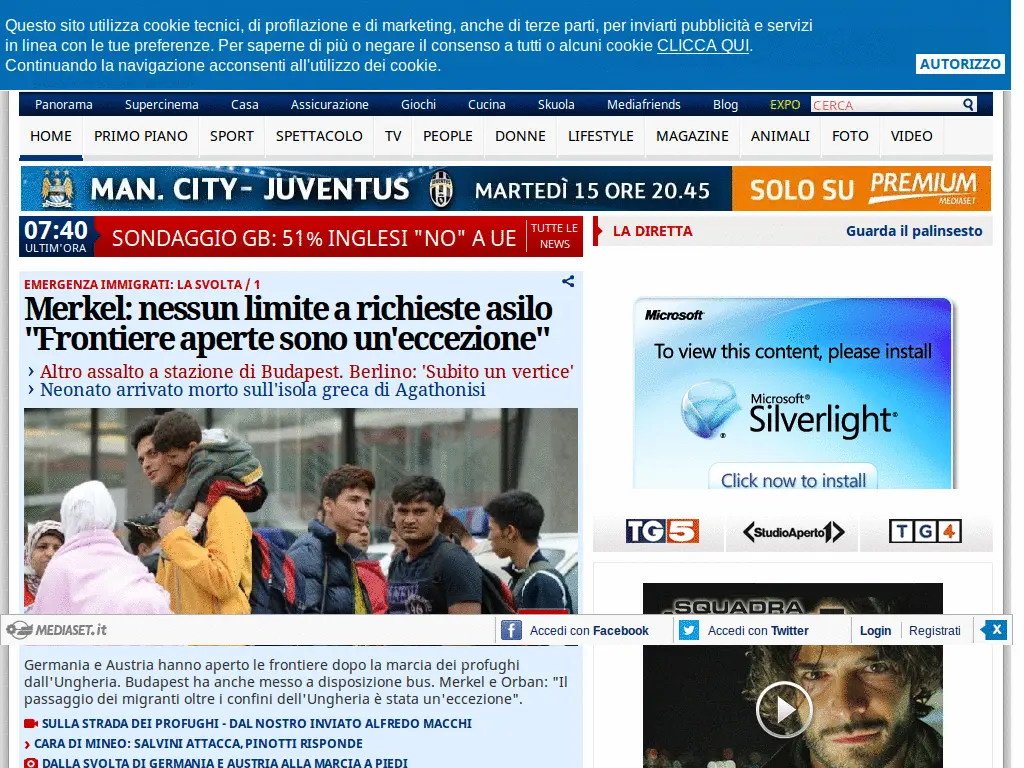 Questo sito utilizza cookie tecnici, di profilazione e di marketing, anche di terze parti, per inviarti pubblicità e servizi
in linea con le tue preferenze. Per saperne di più o negare il consenso a tutti o alcuni cookie CLICCA QUI.
Continuando la navigazione acconsenti all'utilizzo dei cookie.
AUTORIZZO
Panorama Supercinema Casa Assicurazione Giochi Cucina Skuola Mediafriends Blog EXPO CERCA
HOME PRIMO PIANO SPORT SPETTACOLO TV PEOPLE DONNE LIFESTYLE MAGAZINE ANIMALI FOTO VIDEO
MAN. CITY- JUVENTUS MARTEDÌ 15 ORE 20.45 SOLO SU PREMIUM
MEDIASET
07:40
ULTIM'ORA
SONDAGGIO GB: 51% INGLESI "NO" A UE
TUTTE LE
NEWS
LA DIRETTA Guarda il palinsesto
EMERGENZA IMMIGRATI: LA SVOLTA / 1
Merkel: nessun limite a richieste asilo
"Frontiere aperte sono un'eccezione"
› Altro assalto a stazione di Budapest. Berlino: 'Subito un vertice'
› Neonato arrivato morto sull'isola greca di Agathonisi
Microsoft
To view this content, please install
Microsoft®
Silverlight®
Click now to install
TG5 <StudioAperto1> TG4
SQUADRA
MEDIASET.it
f Accedi con Facebook Accedi con Twitter Login Registrati X
Germania e Austria hanno aperto le frontiere dopo la marcia dei profughi
dall'Ungheria. Budapest ha anche messo a disposizione bus. Merkel e Orban: "Il
passaggio dei migranti oltre i confini dell'Ungheria è stata un'eccezione".
SULLA STRADA DEI PROFUGHI - DAL NOSTRO INVIATO ALFREDO MACCHI
› CARA DI MINEO: SALVINI ATTACCA, PINOTTI RISPONDE
DALLA SVOLTA DI GERMANIA E AUSTRIA ALLA MARCIA A PIEDI